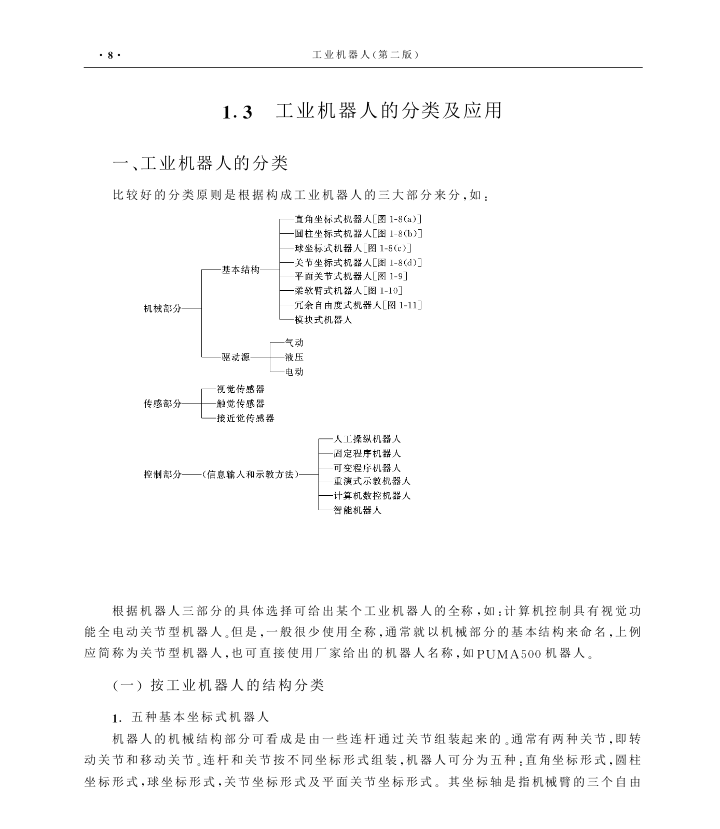 · 8 ·
工业机器人(第二版)
1.3 工业机器人的分类及应用
一、工业机器人的分类
比较好的分类原则是根据构成工业机器人的三大部分来分,如:
直角坐标式机器人[图 1-8(a)]
圆柱坐标式机器人[图 1-8(b)]
球坐标式机器人[图 1-8(c)]
关节坐标式机器人[图 1-8(d)]
基本结构
平面关节式机器人[图 1-9]
柔软臂式机器人[图 1-10]
冗余自由度式机器人[图 1-11]
机械部分
模块式机器人
气动
驱动源
液压
电动
视觉传感器
传感部分
触觉传感器
接近觉传感器
人工操纵机器人
固定程序机器人
可变程序机器人
控制部分
(信息输入和示教方法)
重演式示教机器人
计算机数控机器人
智能机器人
根据机器人三部分的具体选择可给出某个工业机器人的全称,如:计算机控制具有视觉功
能全电动关节型机器人。但是,一般很少使用全称,通常就以机械部分的基本结构来命名,上例
应简称为关节型机器人,也可直接使用厂家给出的机器人名称,如 PUMA500 机器人。
(一) 按工业机器人的结构分类
1. 五种基本坐标式机器人
机器人的机械结构部分可看成是由一些连杆通过关节组装起来的。通常有两种关节,即转
动关节和移动关节。连杆和关节按不同坐标形式组装,机器人可分为五种:直角坐标形式,圆柱
坐标形式,球坐标形式,关节坐标形式及平面关节坐标形式。其坐标轴是指机械臂的三个自由